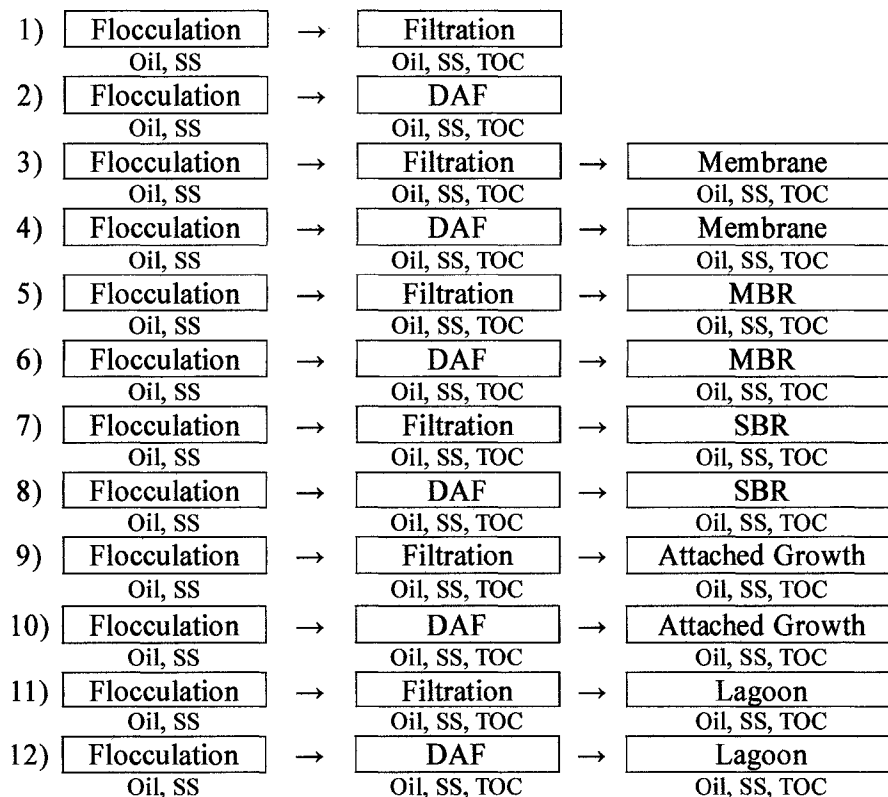 1) Flocculation → Filtration
Oil, SS Oil, SS, TOC
2) Flocculation → DAF
Oil, SS Oil, SS, TOC
3) Flocculation → Filtration → Membrane
Oil, SS Oil, SS, TOC Oil, SS, TOC
4) Flocculation → DAF → Membrane
Oil, SS Oil, SS, TOC Oil, SS, TOC
5) Flocculation → Filtration → MBR
Oil, SS Oil, SS, TOC Oil, SS, TOC
6) Flocculation → DAF → MBR
Oil, SS Oil, SS, TOC Oil, SS, TOC
7) Flocculation → Filtration → SBR
Oil, SS Oil, SS, TOC Oil, SS, TOC
8) Flocculation → DAF → SBR
Oil, SS Oil, SS, TOC Oil, SS, TOC
9) Flocculation → Filtration → Attached Growth
Oil, SS Oil, SS, TOC Oil, SS, TOC
10) Flocculation → DAF → Attached Growth
Oil, SS Oil, SS, TOC Oil, SS, TOC
11) Flocculation → Filtration → Lagoon
Oil, SS Oil, SS, TOC Oil, SS, TOC
12) Flocculation → DAF → Lagoon
Oil, SS Oil, SS, TOC Oil, SS, TOC